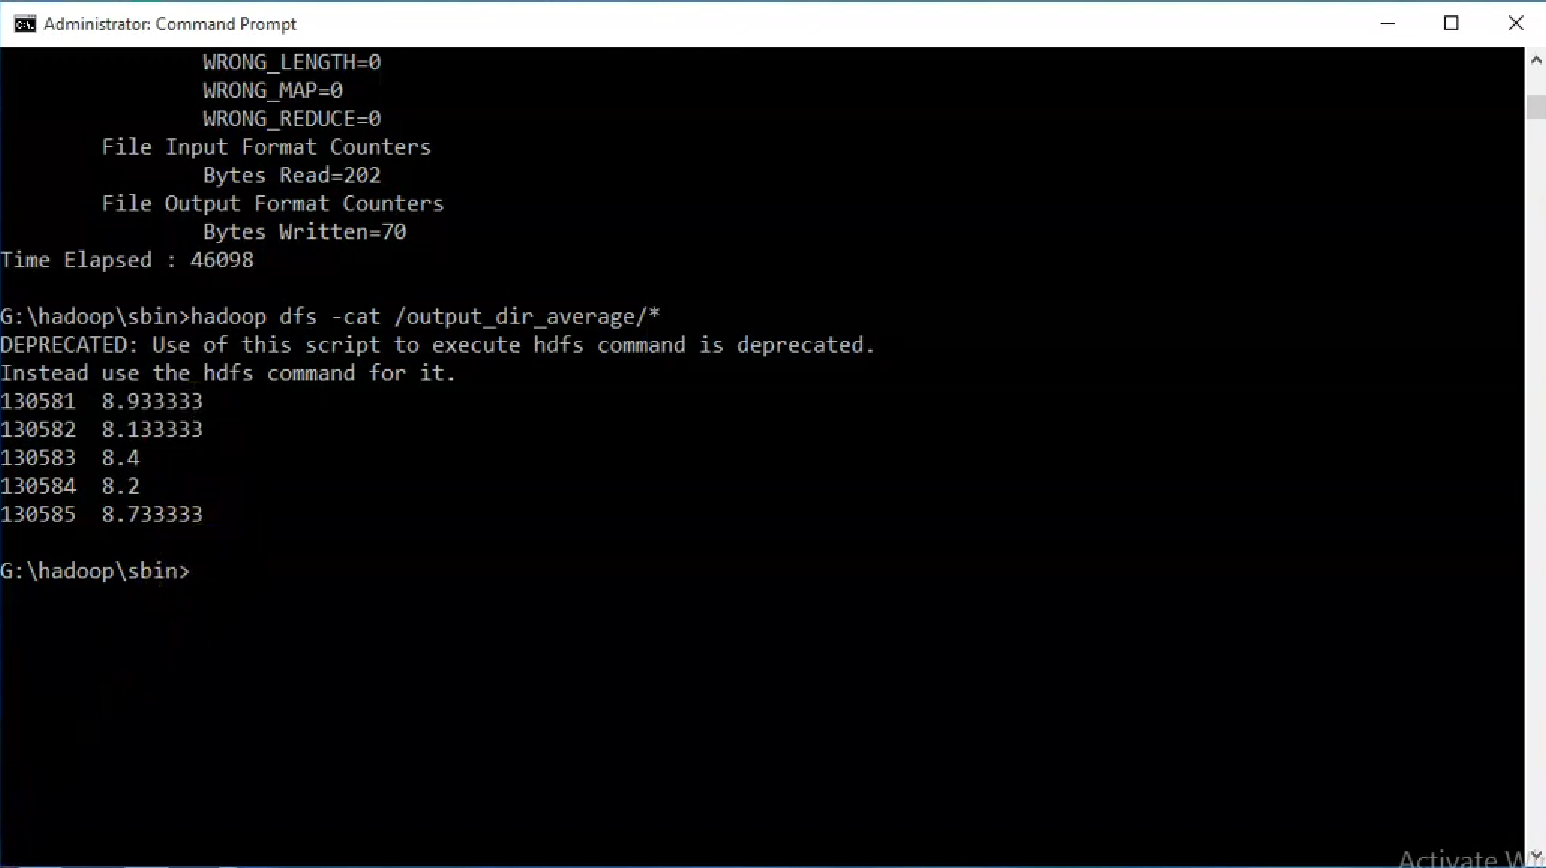 Administrator: Command Prompt
WRONG_LENGTH=0
WRONG_MAP=0
WRONG_REDUCE=0
File Input Format Counters
Bytes Read=202
File Output Format Counters
Bytes Written=70
Time Elapsed : 46098
G:\hadoop\sbin>hadoop dfs -cat /output_dir_average/*
DEPRECATED: Use of this script to execute hdfs command is deprecated.
Instead use the hdfs command for it.
130581 8.933333
130582 8.133333
130583 8.4
130584 8.2
130585 8.733333
G:\hadoop\sbin>
Activate